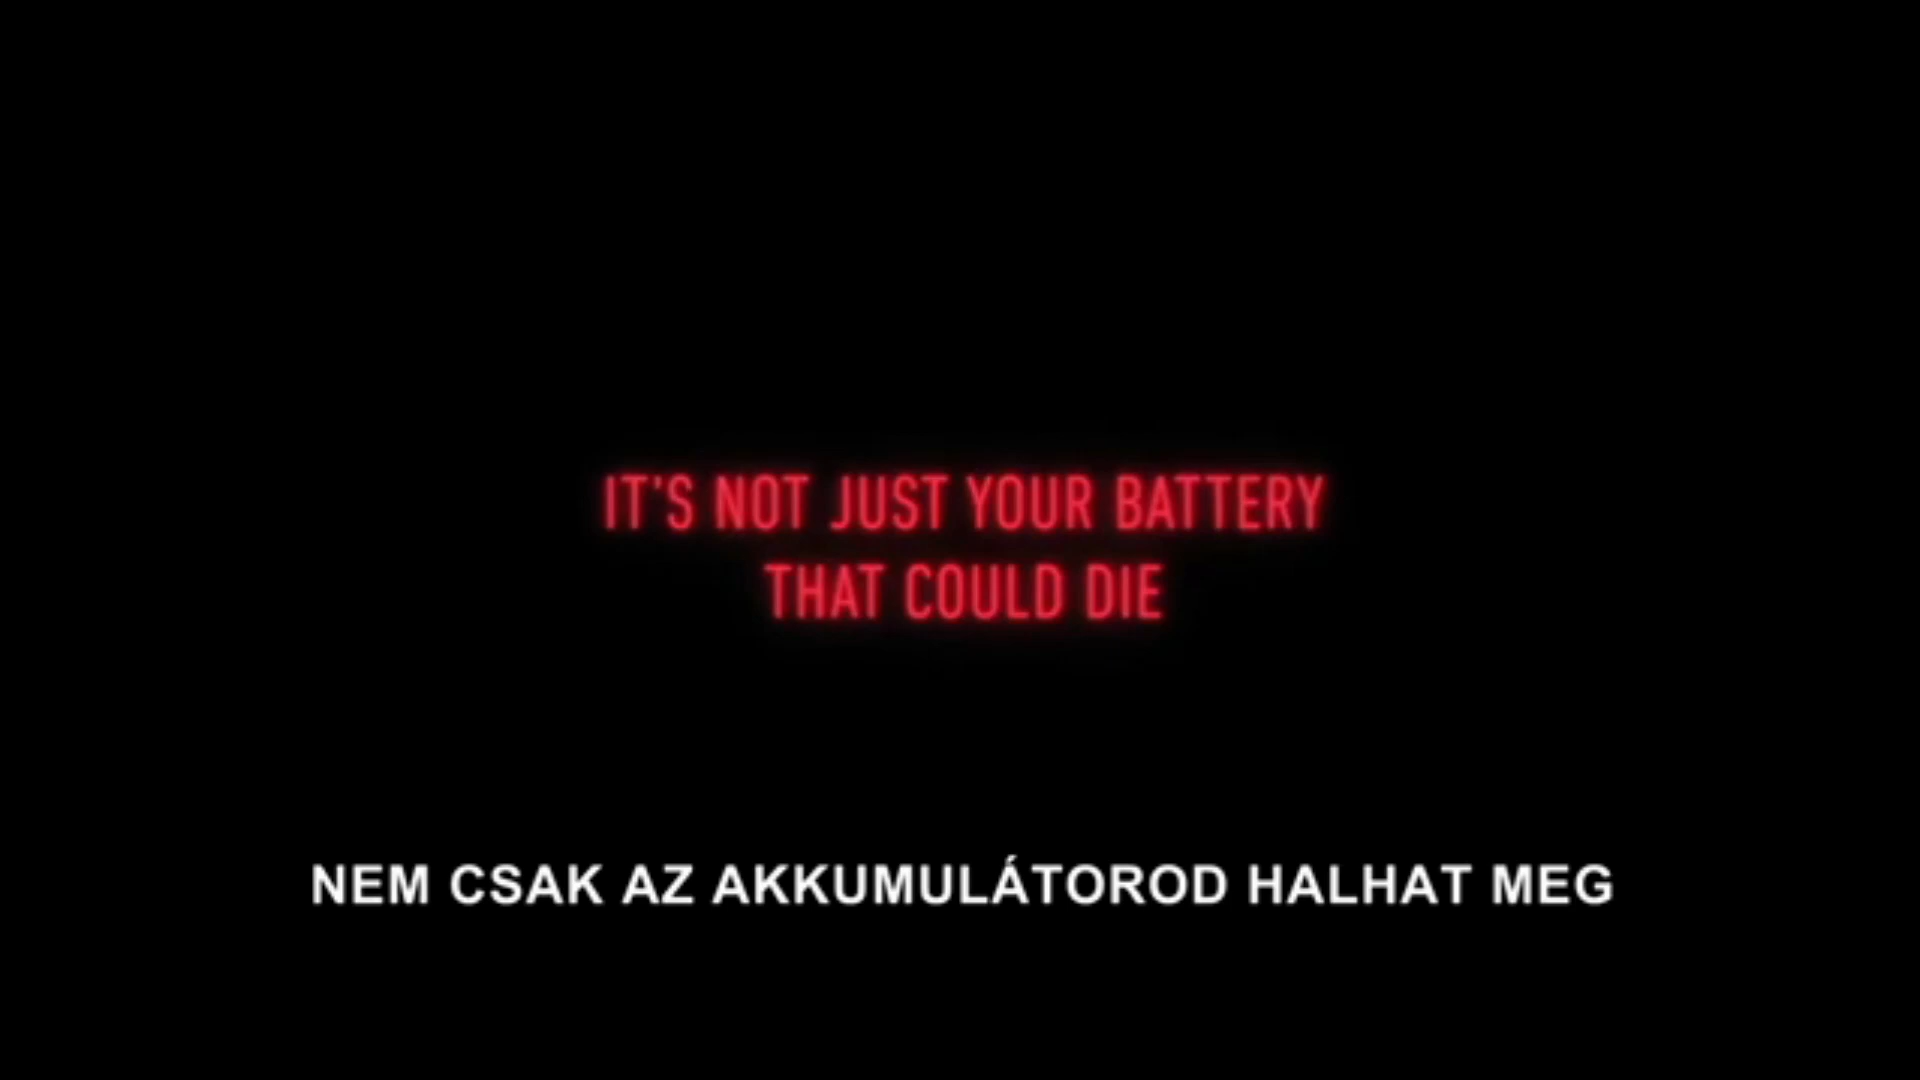 IT'S NOT JUST YOUR BATTERY
THAT COULD DIE
NEM CSAK AZ AKKUMULÁTOROD HALHAT MEG